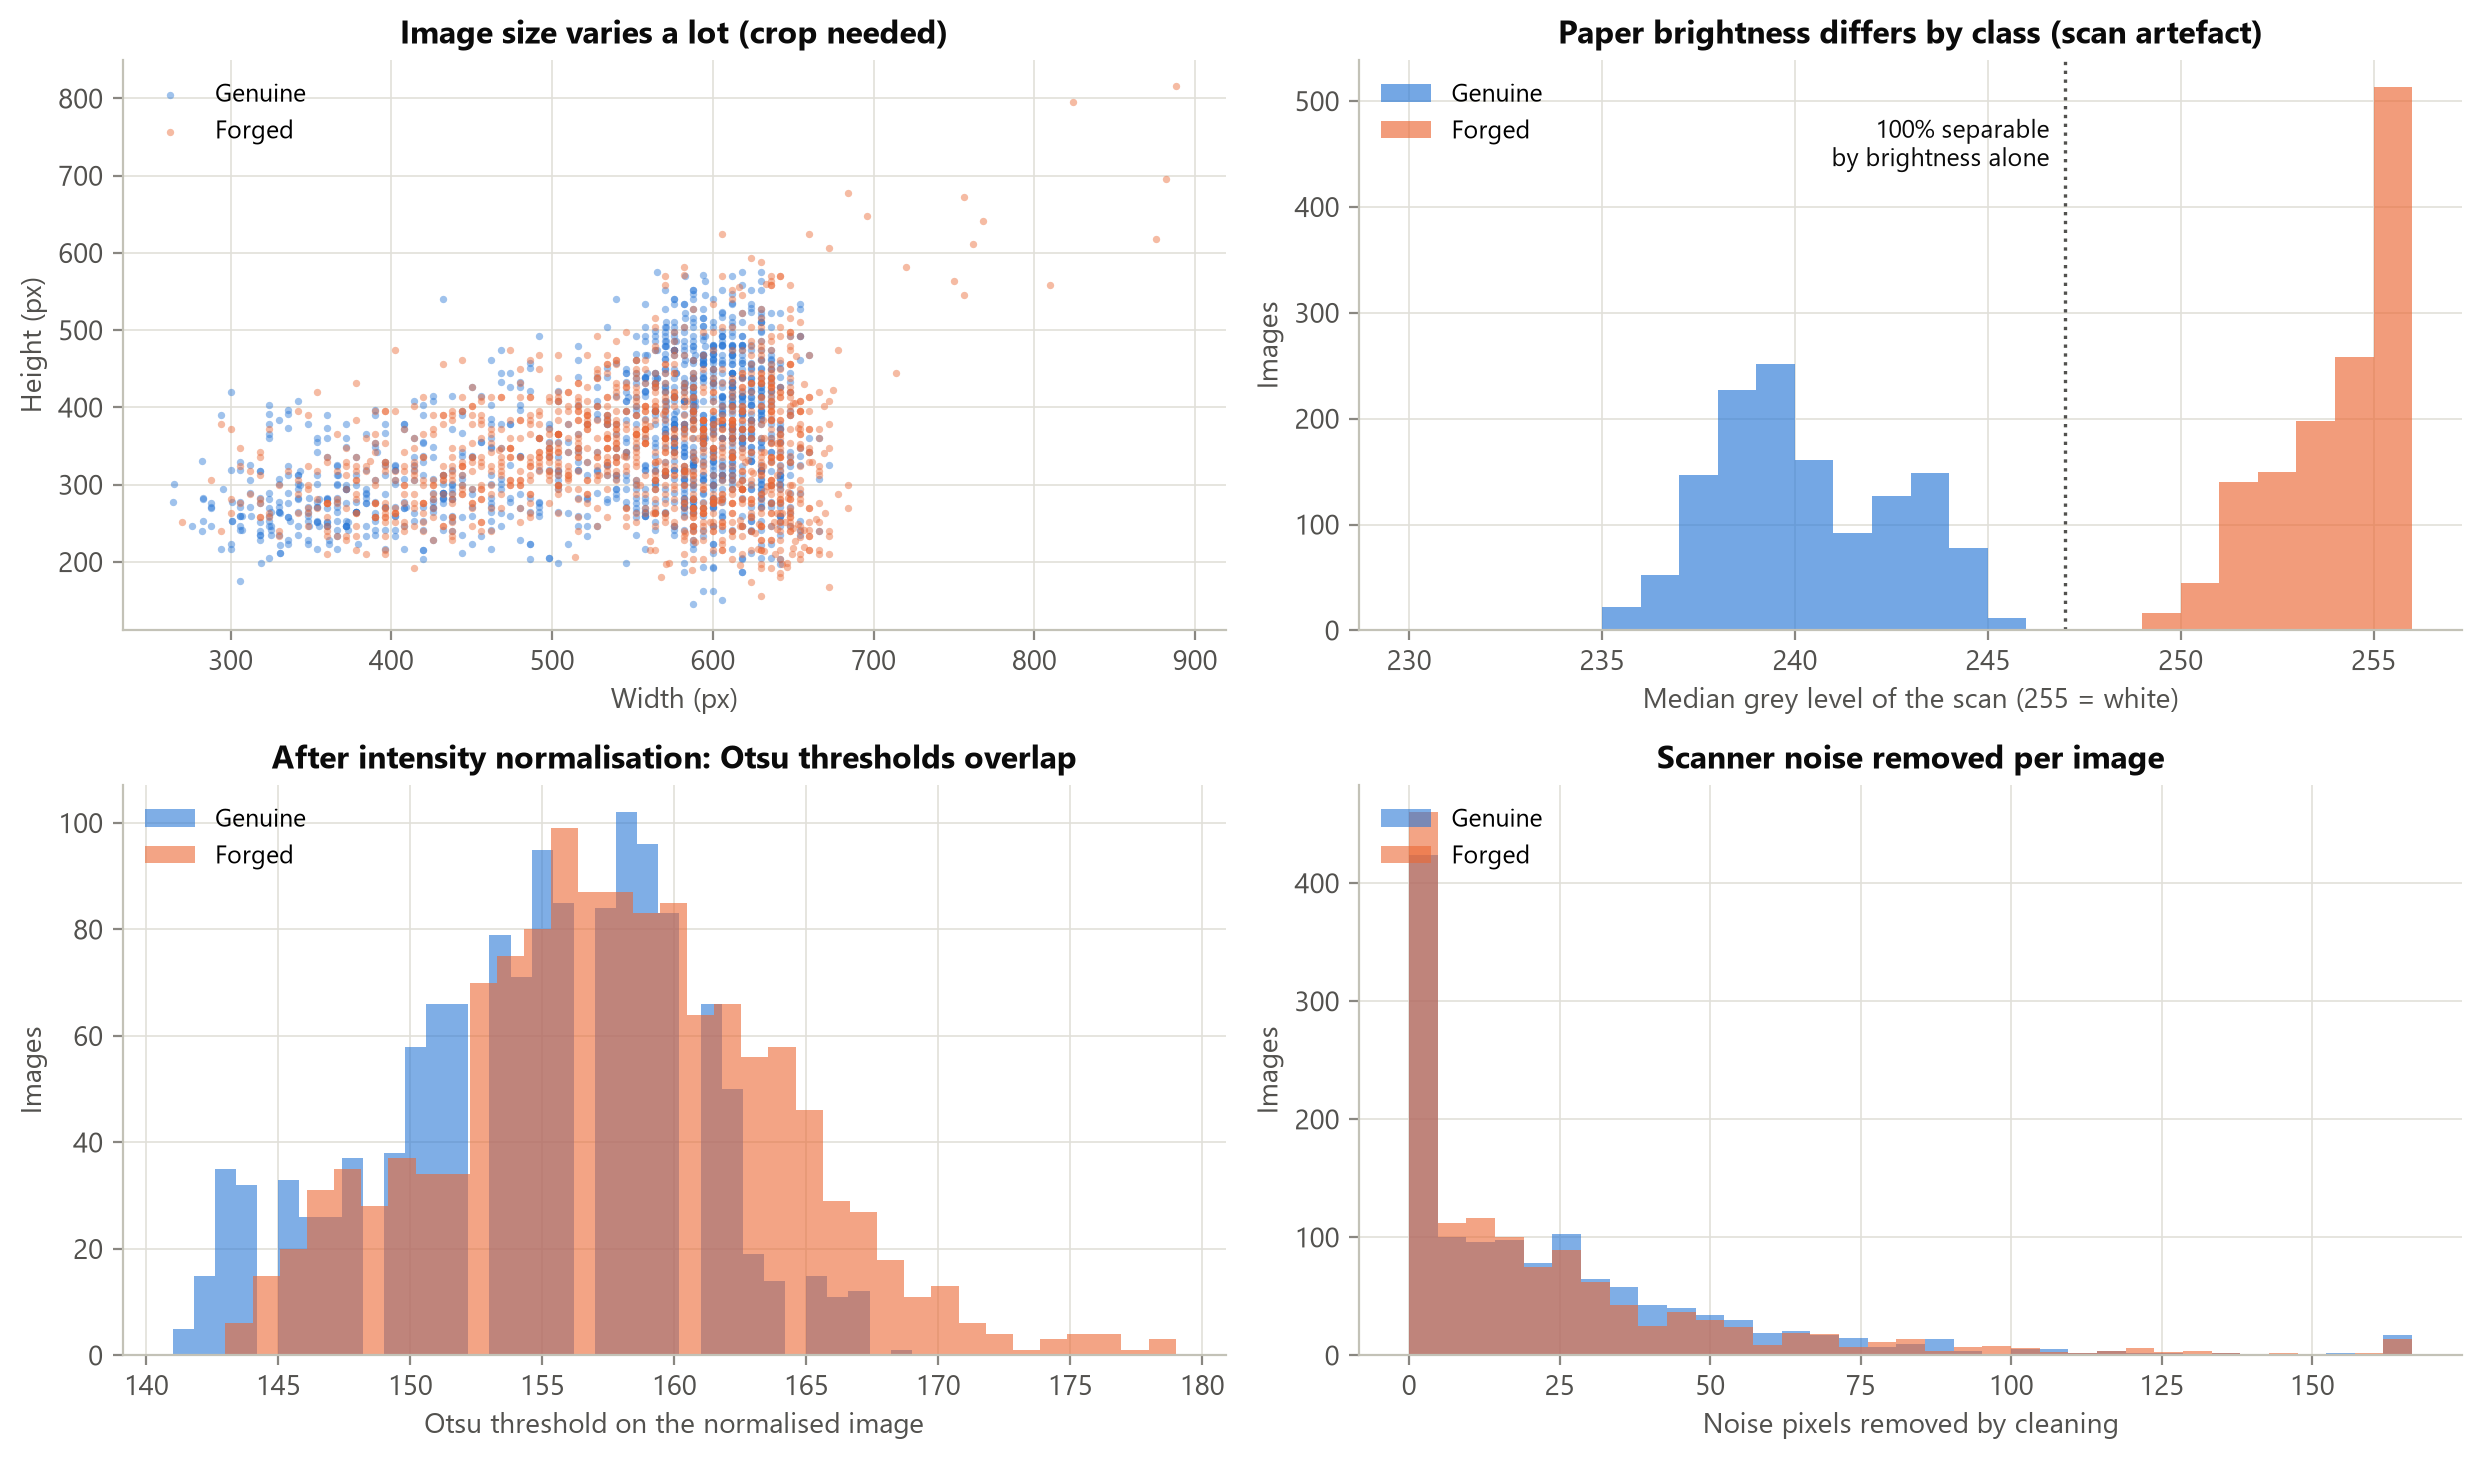 Image size varies a lot (crop needed)
Genuine
Forged
800
700
600
500
400
300
200
Height (px)
300 400 500 600 700 800 900
Width (px)
Paper brightness differs by class (scan artefact)
Genuine
Forged
100% separable
by brightness alone
500
400
300
200
100
0
Images
230 235 240 245 250 255
Median grey level of the scan (255 = white)
After intensity normalisation: Otsu thresholds overlap
Genuine
Forged
100
80
60
40
20
0
Images
140 145 150 155 160 165 170 175 180
Otsu threshold on the normalised image
Scanner noise removed per image
Genuine
Forged
400
300
200
100
0
Images
0 25 50 75 100 125 150
Noise pixels removed by cleaning